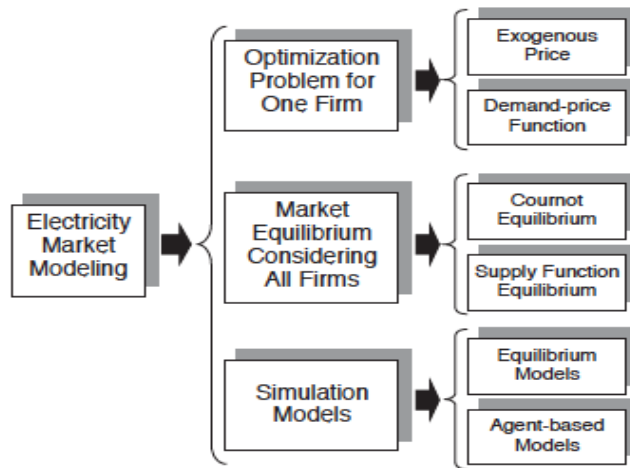 Electricity
Market
Modeling
Optimization
Problem for
One Firm
Exogenous
Price
Demand-price
Function
Market
Equilibrium
Considering
All Firms
Cournot
Equilibrium
Supply Function
Equilibrium
Simulation
Models
Equilibrium
Models
Agent-based
Models